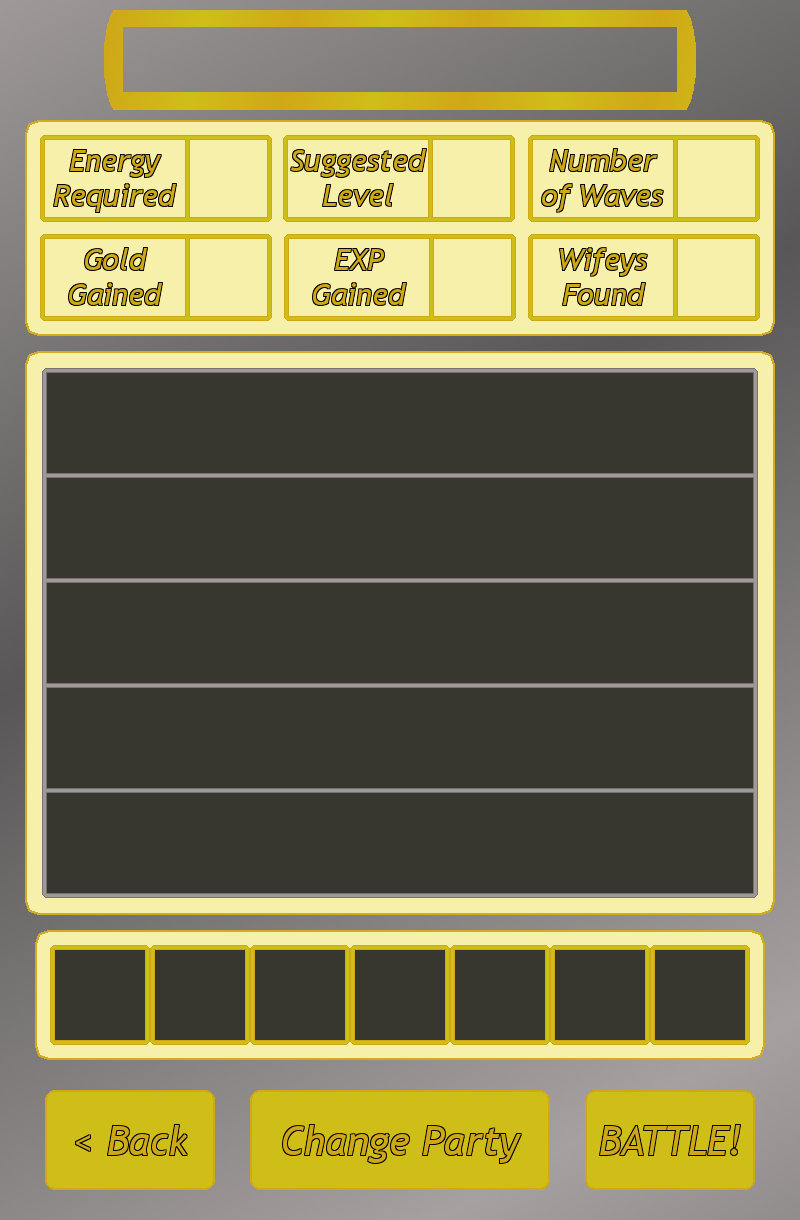 Energy
Required
Suggested
Level
Number
of Waves
Gold
Gained
EXP
Gained
Wifeys
Found
< Back
Change Party
BATTLE!